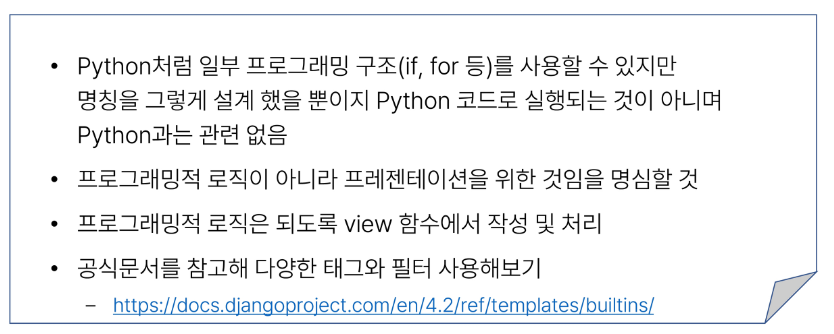 • Python처럼 일부 프로그래밍 구조(if, for 등)를 사용할 수 있지만
명칭을 그렇게 설계 했을 뿐이지 Python 코드로 실행되는 것이 아니며
Python과는 관련 없음
• 프로그래밍적 로직이 아니라 프레젠테이션을 위한 것임을 명심할 것
• 프로그래밍적 로직은 되도록 view 함수에서 작성 및 처리
• 공식문서를 참고해 다양한 태그와 필터 사용해보기
– https://docs.djangoproject.com/en/4.2/ref/templates/builtins/